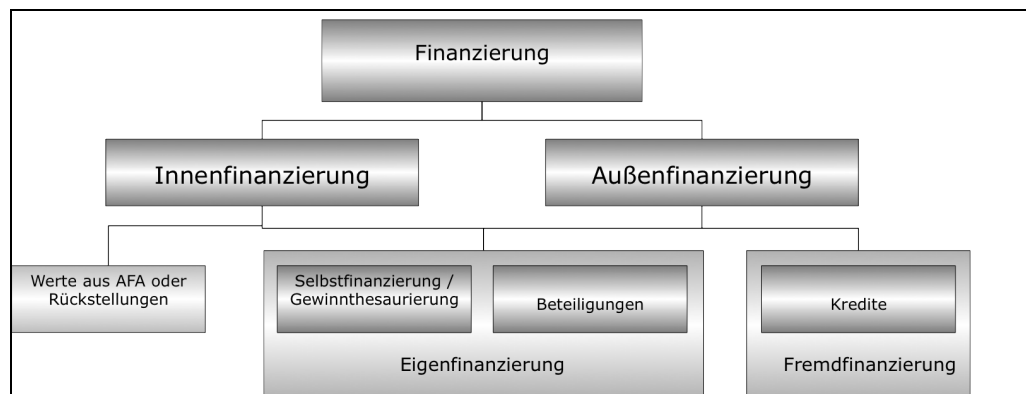 Finanzierung
Innenfinanzierung
Außenfinanzierung
Werte aus AFA oder
Rückstellungen
Selbstfinanzierung /
Gewinnthesaurierung
Beteiligungen
Kredite
Eigenfinanzierung
Fremdfinanzierung